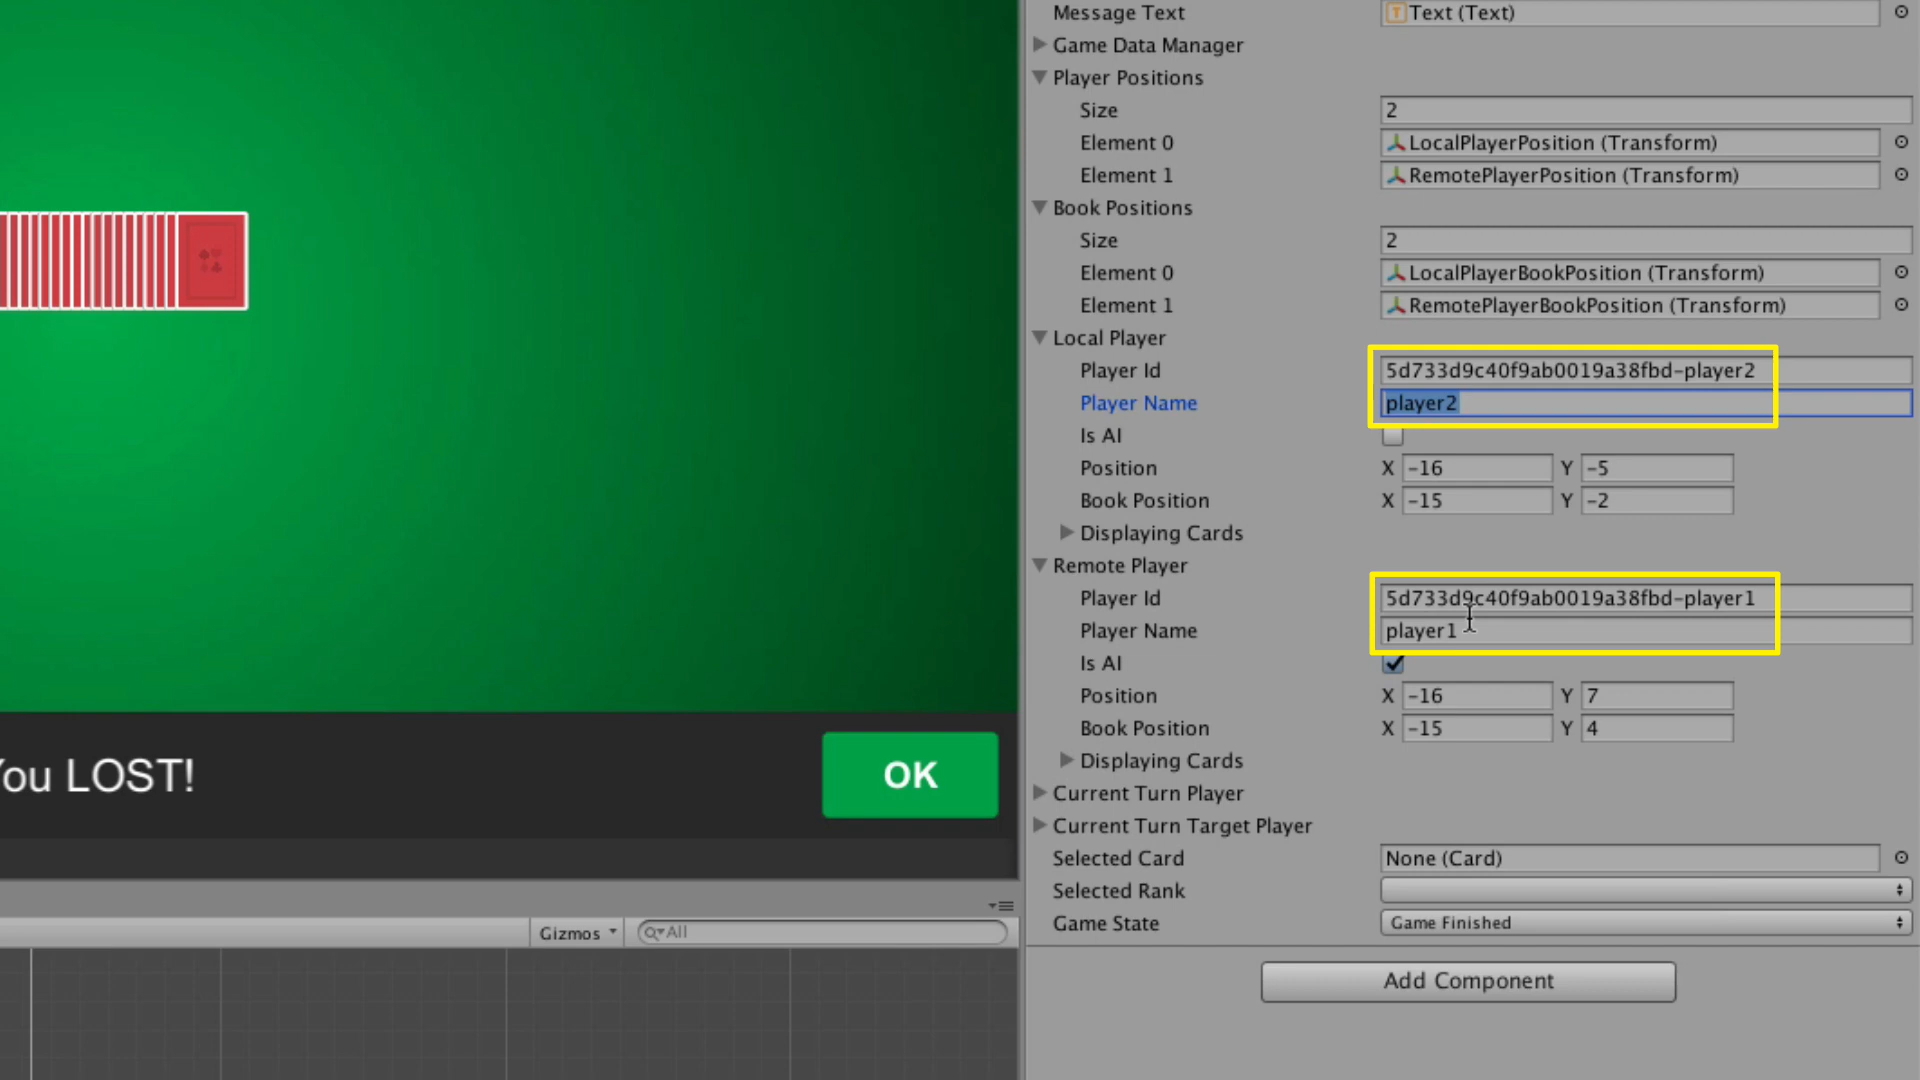 Message Text Text (Text)
Game Data Manager
Player Positions
Size 2
Element 0 LocalPlayerPosition (Transform)
Element 1 RemotePlayerPosition (Transform)
Book Positions
Size 2
Element 0 LocalPlayerBookPosition (Transform)
Element 1 RemotePlayerBookPosition (Transform)
Local Player
Player Id 5d733d9c40f9ab0019a38fbd-player2
Player Name player2
Is AI
Position X -16 Y -5
Book Position X -15 Y -2
Displaying Cards
Remote Player
Player Id 5d733d9c40f9ab0019a38fbd-player1
Player Name player1
Is AI
Position X -16 Y 7
Book Position X -15 Y 4
Displaying Cards
Current Turn Player
Current Turn Target Player
Selected Card None (Card)
Selected Rank
Game State Game Finished
Add Component
You LOST!
OK
Gizmos All